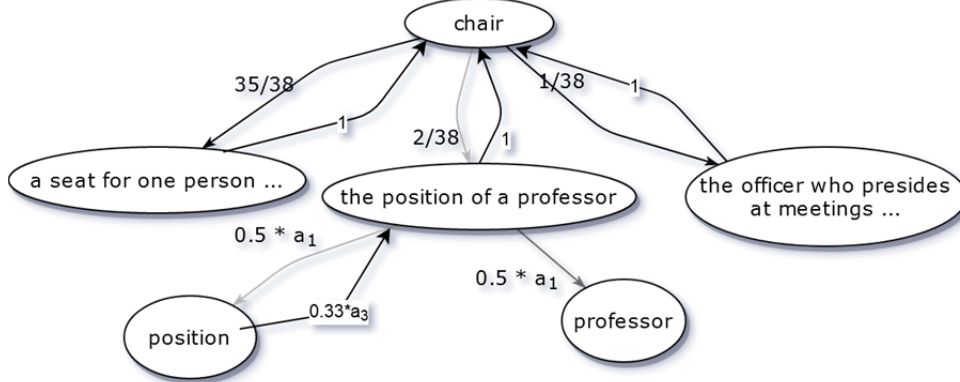 chair
35/38
1
2/38
1
1/38
1
a seat for one person ...
the position of a professor
the officer who presides
at meetings ...
0.5 * a₁
0.33*a₃
0.5 * a₁
position
professor